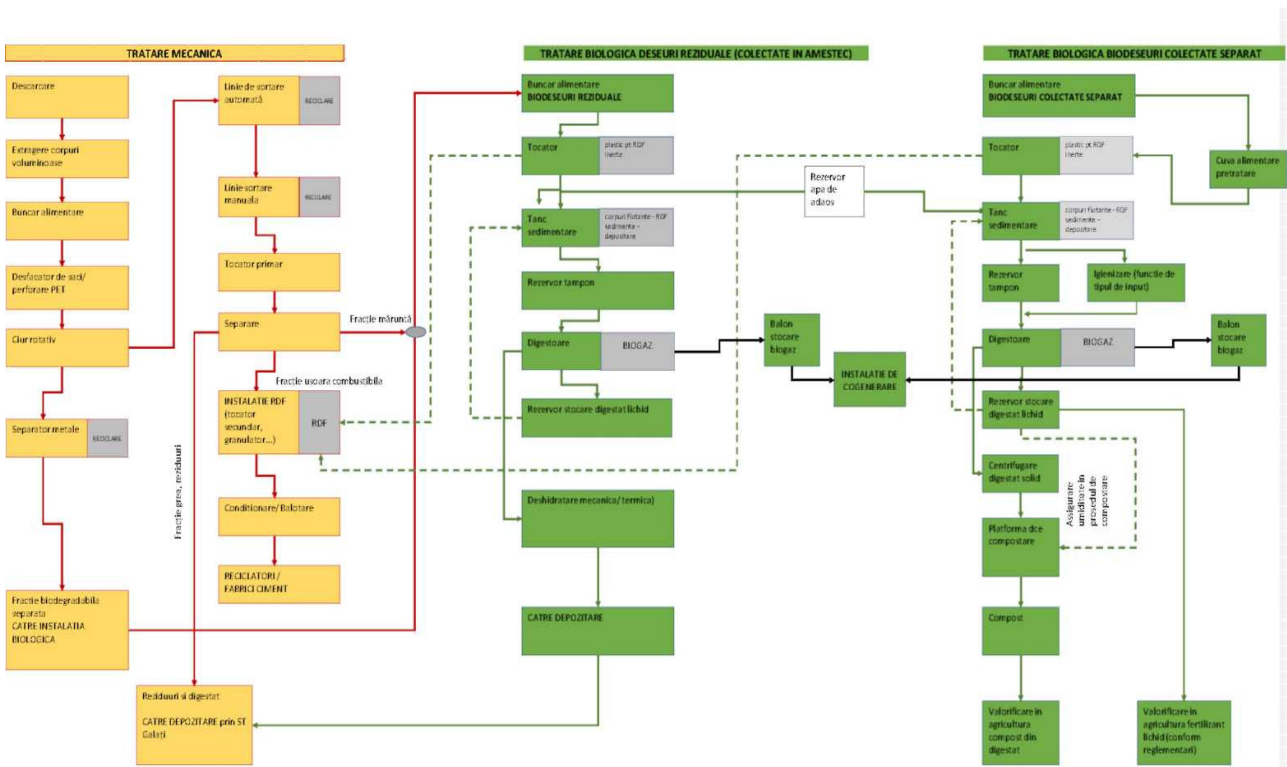 TRATARE MECANICA
Descarcare
Extragere corpuri
voluminoase
Buncar alimentare
Desfacator de saci/
perforare PET
Ciur rotativ
Separator metale
RECICLARE
Fractie biodegradabila
separata
CATRE INSTALATIA
BIOLOGICA
Linie de sortare
automată
RECICLARE
Linie sortare
manuala
RECICLARE
Tocator primar
Separare
Fracție măruntă
Fracție usoara combustibila
INSTALATIE RDF
(tocator
secundar,
granulator...)
RDF
Fracție grea, reziduuri
Conditionare/ Balotare
RECICLATORI /
FABRICI CIMENT
Reziduuri si digestat
CATRE DEPOZITARE prin ST
Galați
TRATARE BIOLOGICA DESEURI REZIDUALE (COLECTATE IN AMESTEC)
Buncar alimentare
BIODESEURI REZIDUALE
Tocator
plastic pt RDF
Inerte
Tanc
sedimentare
corpuri flotante - RDF
sedimente -
depozitare
Rezervor tampon
Digestoare
BIOGAZ
Rezervor stocare digestat lichid
Deshidratare mecanica/ termica)
CATRE DEPOZITARE
Rezervor
apa de
adaos
Balon
stocare
biogaz
INSTALATIE DE
COGENERARE
TRATARE BIOLOGICA BIODESEURI COLECTATE SEPARAT
Buncar alimentare
BIODESEURI COLECTATE SEPARAT
Tocator
plastic pt RDF
Inerte
Cuva alimentare
pretratare
Tanc
sedimentare
corpuri flotante - RDF
sedimente -
depozitare
Rezervor
tampon
Igienizare (functie de
tipul de input)
Digestoare
BIOGAZ
Balon
stocare
biogaz
Rezervor stocare
digestat lichid
Centrifugare
digestat solid
Assigurare
umiditate in
prosedul de
compostare
Platforma dce
compostare
Compost
Valorificare in
agricultura
compost din
digestat
Valorificare in
agricultura fertilizant
lichid (conform
reglementari)